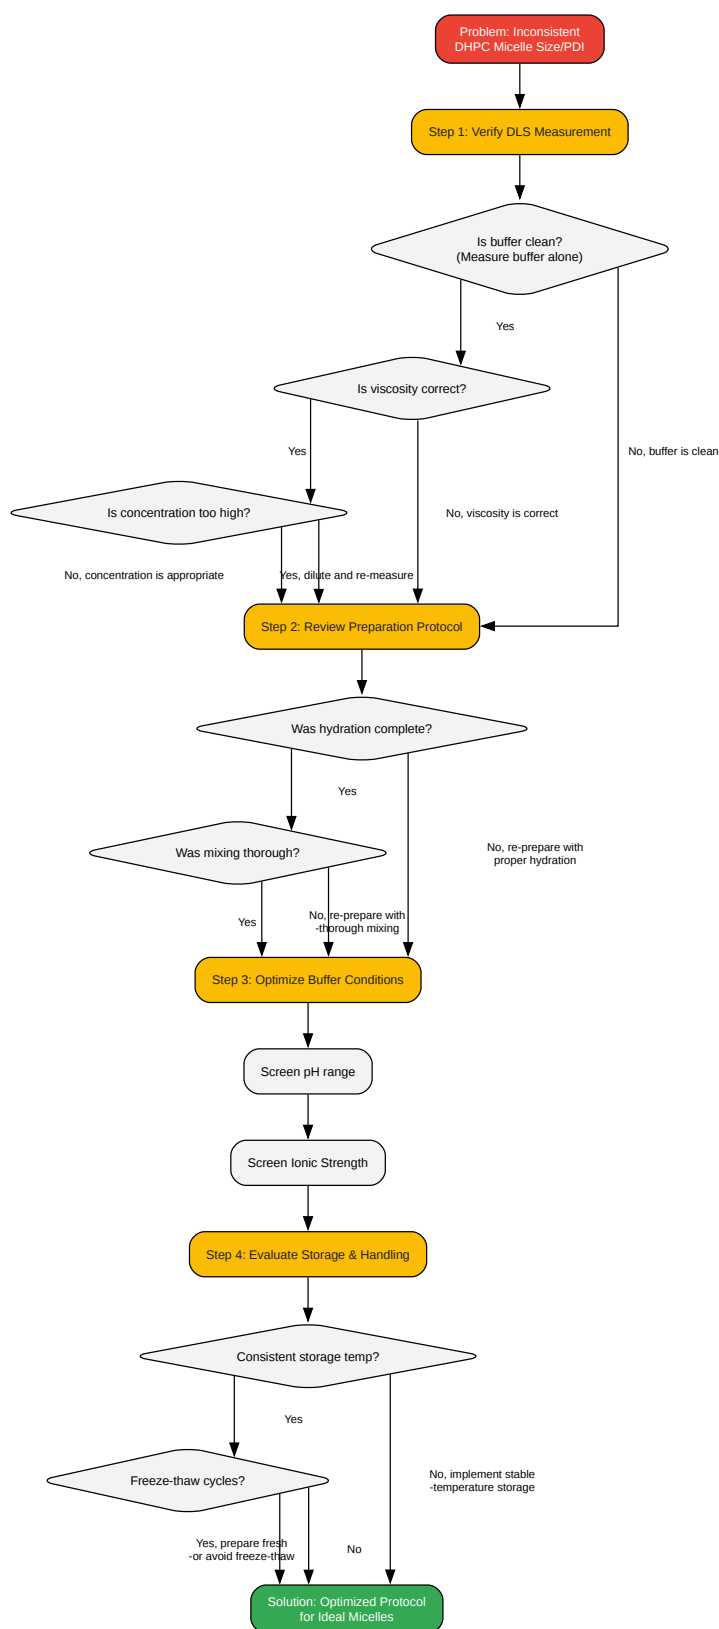 Problem: Inconsistent
DHPC Micelle Size/PDI
Step 1: Verify DLS Measurement
Is buffer clean?
(Measure buffer alone)
Yes
Is viscosity correct?
Yes
No, buffer is clean
Is concentration too high?
No, viscosity is correct
No, concentration is appropriate
Yes, dilute and re-measure
Step 2: Review Preparation Protocol
Was hydration complete?
Yes
Was mixing thorough?
No, re-prepare with
proper hydration
Yes
No, re-prepare with
-thorough mixing
Step 3: Optimize Buffer Conditions
Screen pH range
Screen Ionic Strength
Step 4: Evaluate Storage & Handling
Consistent storage temp?
Yes
Freeze-thaw cycles?
No, implement stable
-temperature storage
Yes, prepare fresh
-or avoid freeze-thaw
No
Solution: Optimized Protocol
for Ideal Micelles